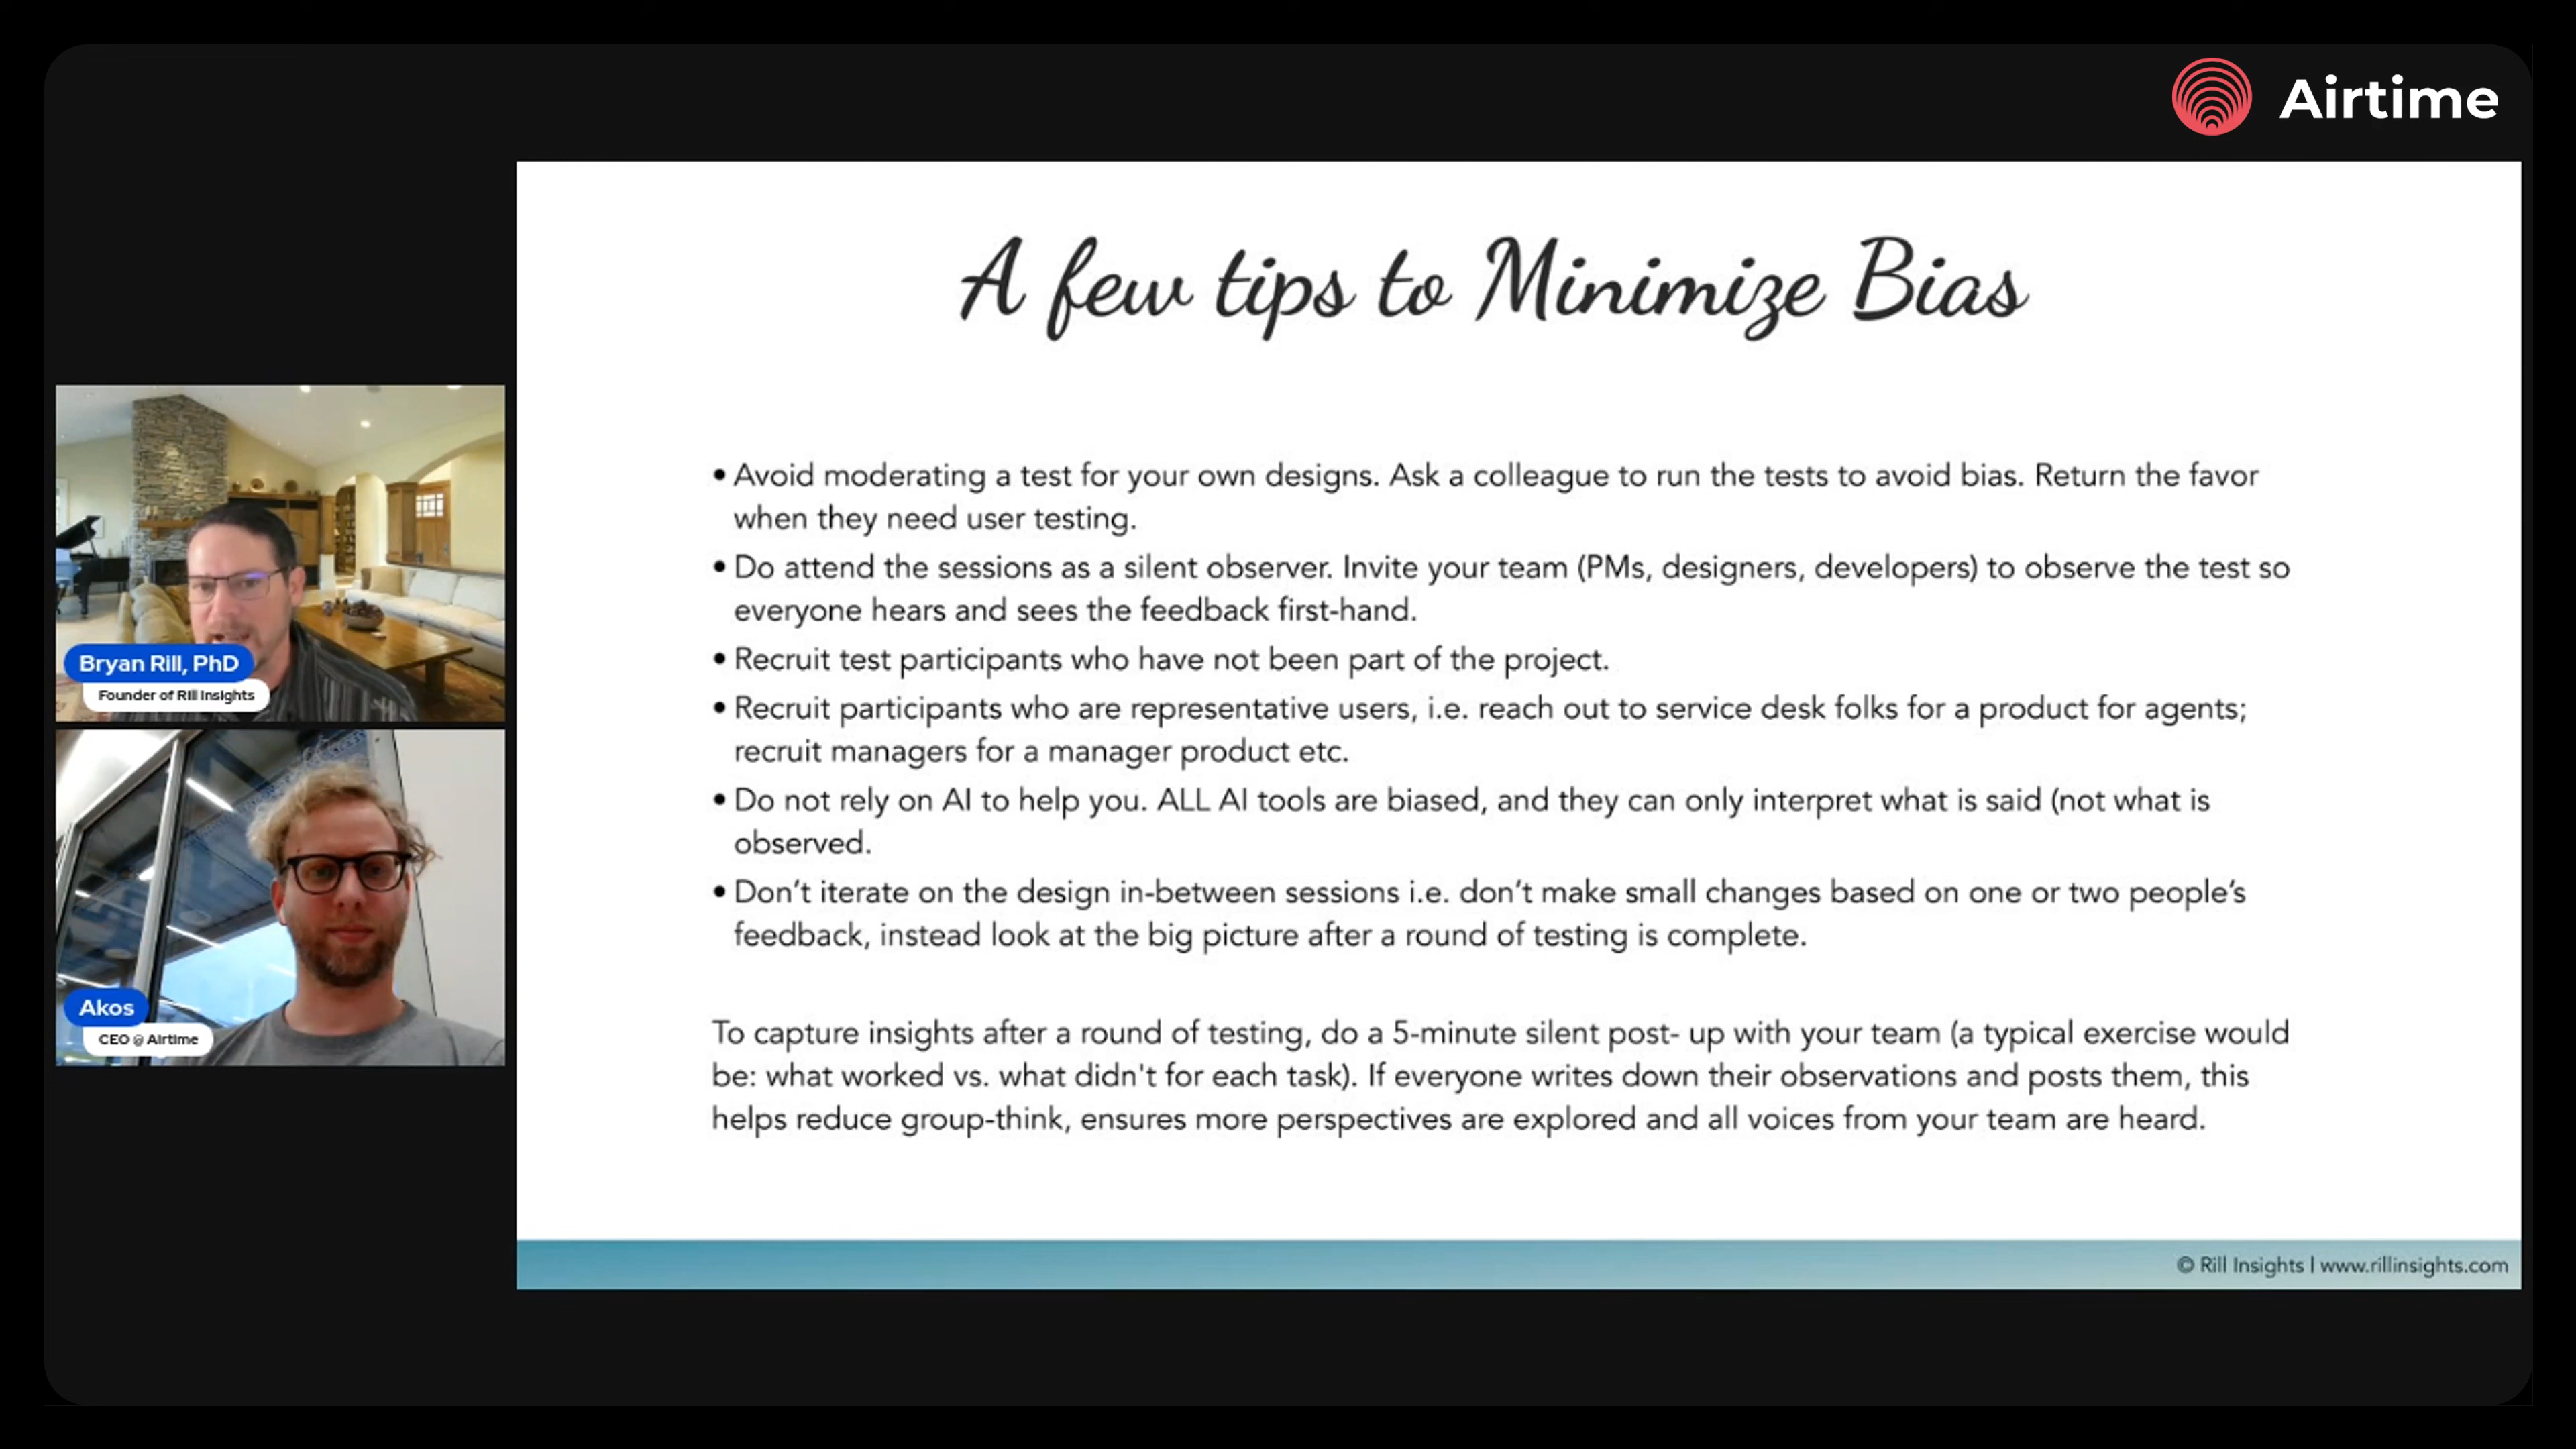 Airtime
A few tips to Minimize Bias
• Avoid moderating a test for your own designs. Ask a colleague to run the tests to avoid bias. Return the favor
when they need user testing.
• Do attend the sessions as a silent observer. Invite your team (PMs, designers, developers) to observe the test so
everyone hears and sees the feedback first-hand.
• Recruit test participants who have not been part of the project.
• Recruit participants who are representative users, i.e. reach out to service desk folks for a product for agents;
recruit managers for a manager product etc.
• Do not rely on AI to help you. ALL AI tools are biased, and they can only interpret what is said (not what is
observed.
• Don’t iterate on the design in-between sessions i.e. don’t make small changes based on one or two people’s
feedback, instead look at the big picture after a round of testing is complete.
To capture insights after a round of testing, do a 5-minute silent post- up with your team (a typical exercise would
be: what worked vs. what didn't for each task). If everyone writes down their observations and posts them, this
helps reduce group-think, ensures more perspectives are explored and all voices from your team are heard.
© Rill Insights | www.rillinsights.com
Bryan Rill, PhD
Founder of Rill Insights
Akos
CEO @ Airtime